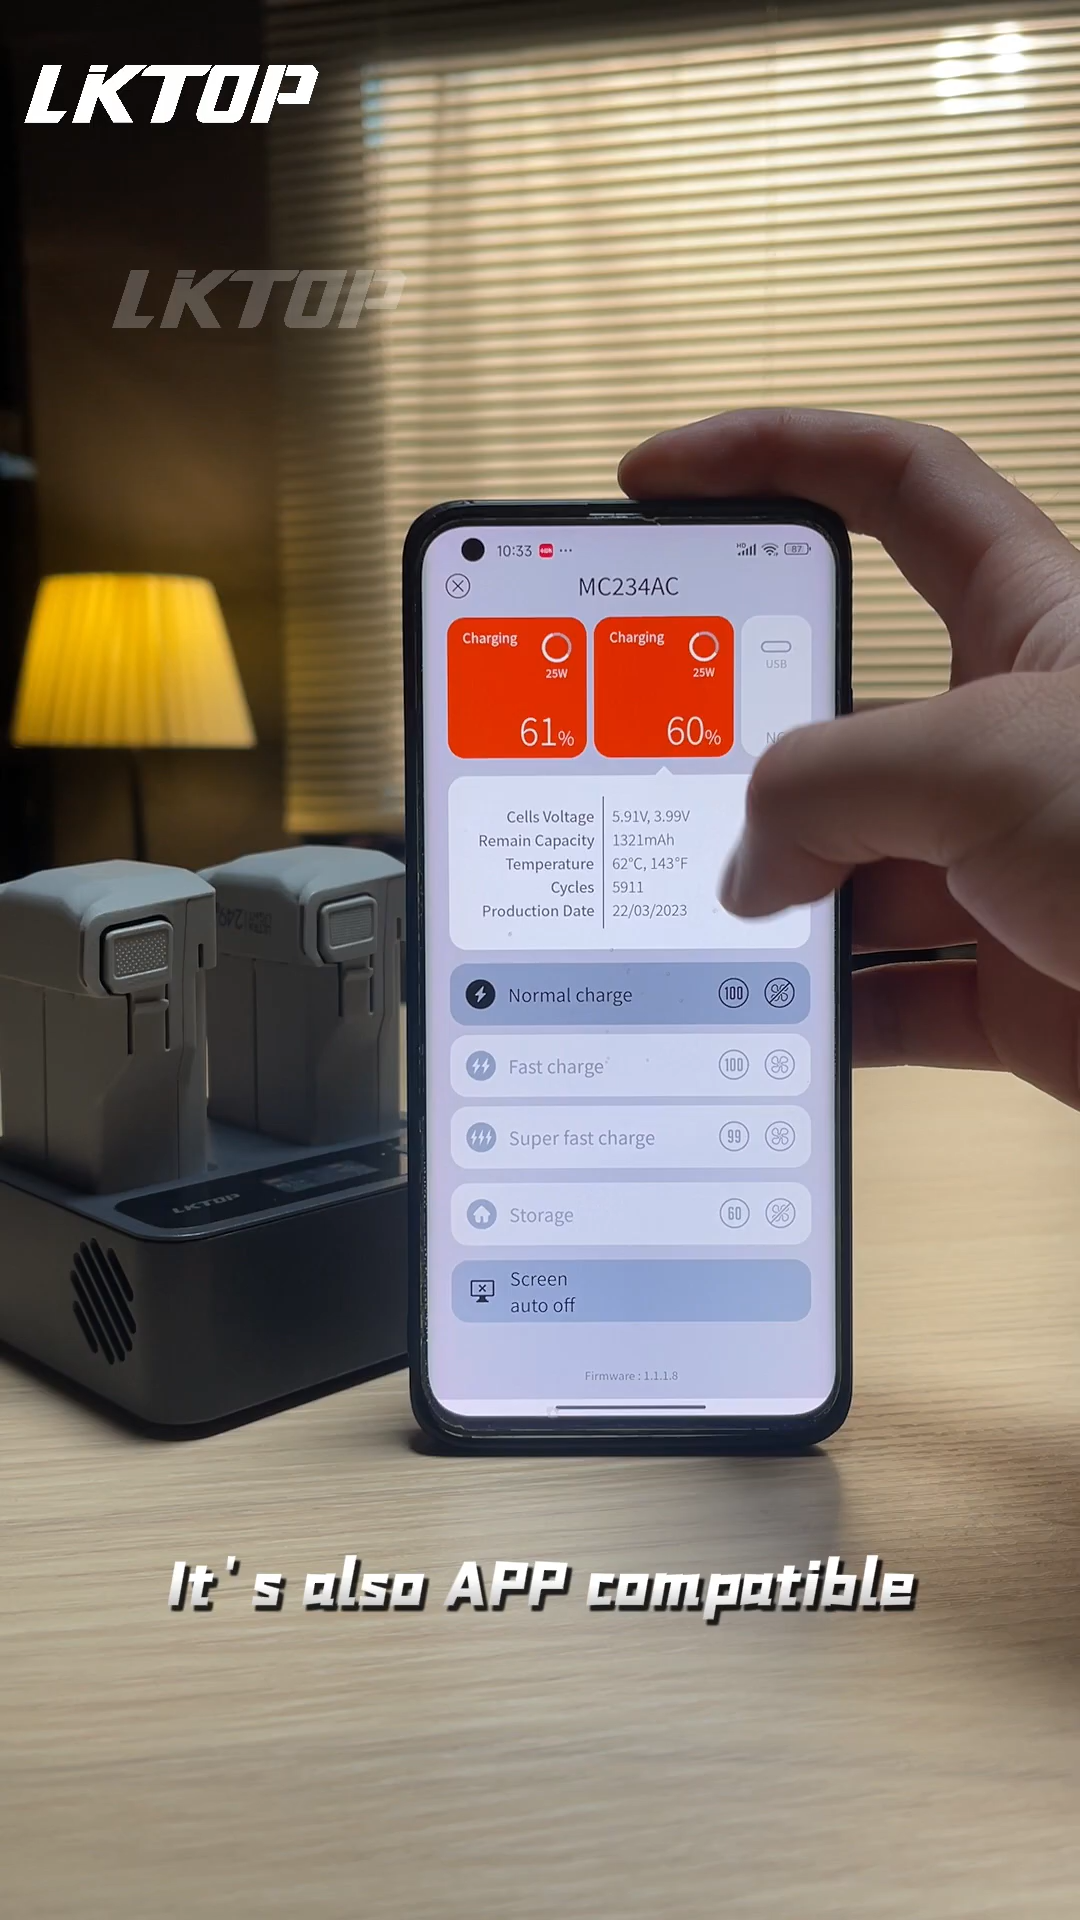 LKTOP
LKTOP
10:33 ...
HD 87
MC234AC
Charging
25W
61%
Charging
25W
60%
USB
Cells Voltage 5.91V, 3.99V
Remain Capacity 1321mAh
Temperature 62°C, 143°F
Cycles 5911
Production Date 22/03/2023
Normal charge 100
Fast charge 100
Super fast charge 99
Storage 60
Screen
auto off
Firmware : 1.1.1.8
LKTOP
It's also APP compatible